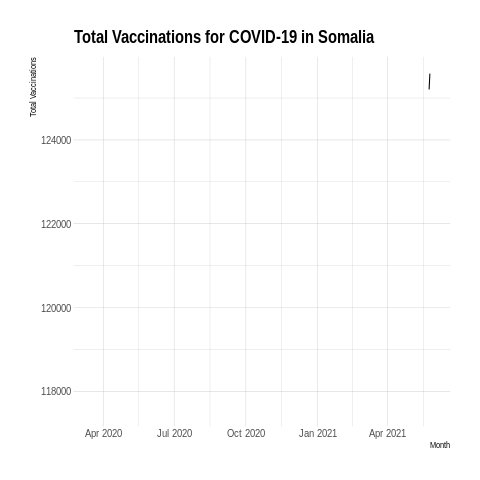 Total Vaccinations for COVID-19 in Somalia
Total Vaccinations
124000
122000
120000
118000
Apr 2020 Jul 2020 Oct 2020 Jan 2021 Apr 2021
Month